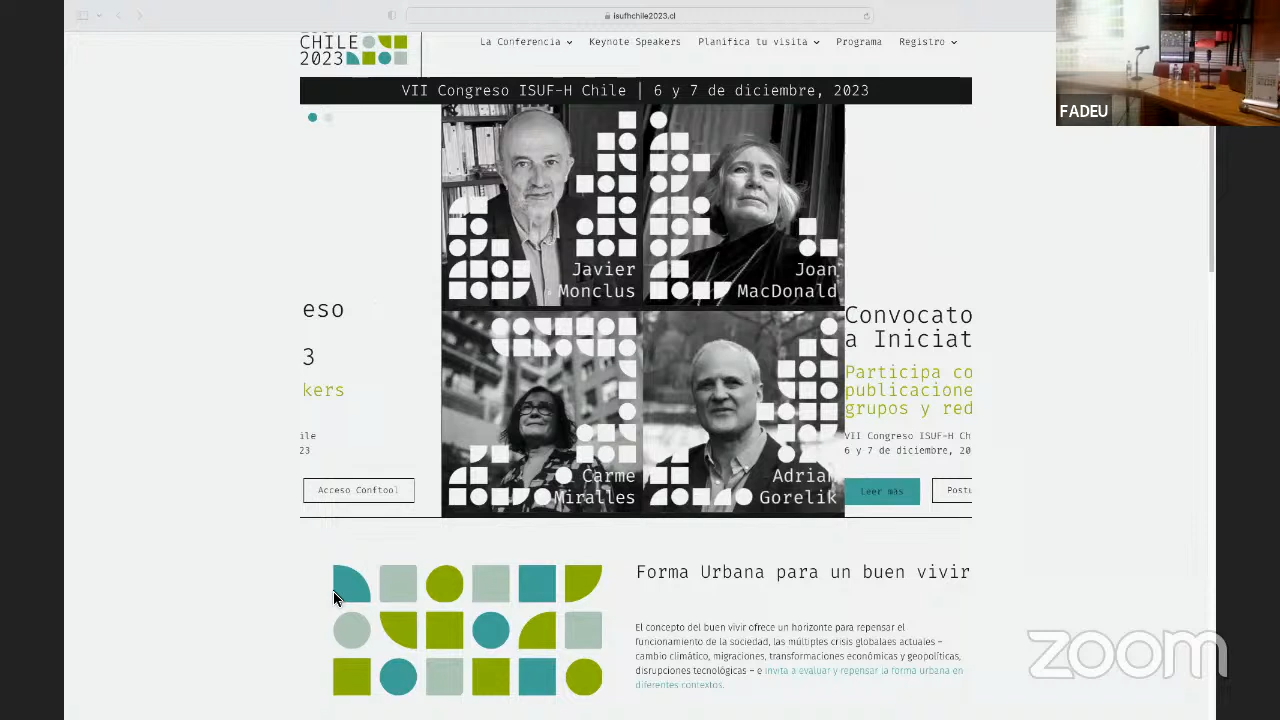 isufhchile2023.cl
CHILE
2023
La Conferencia
Keynote Speakers
Planifica tu visita
Programa
Registro
FADEU
VII Congreso ISUF-H Chile | 6 y 7 de diciembre, 2023
Javier
Monclus
Joan
MacDonald
Carme
Miralles
Adrian
Gorelik
eso
3
kers
ile
23
Acceso Conftool
Convocato
a Iniciat
Participa co
publicacione
grupos y red
VII Congreso ISUF-H Ch
6 y 7 de diciembre, 20
Leer más
Postu
Forma Urbana para un buen vivir
El concepto del buen vivir ofrece un horizonte para repensar el
funcionamiento de la sociedad, las múltiples crisis globalaes actuales –
cambio climático, migraciones, transformaciones económicas y geopolíticas,
disrupciones tecnológicas – e invita a evaluar y repensar la forma urbana en
diferentes contextos.
zoom